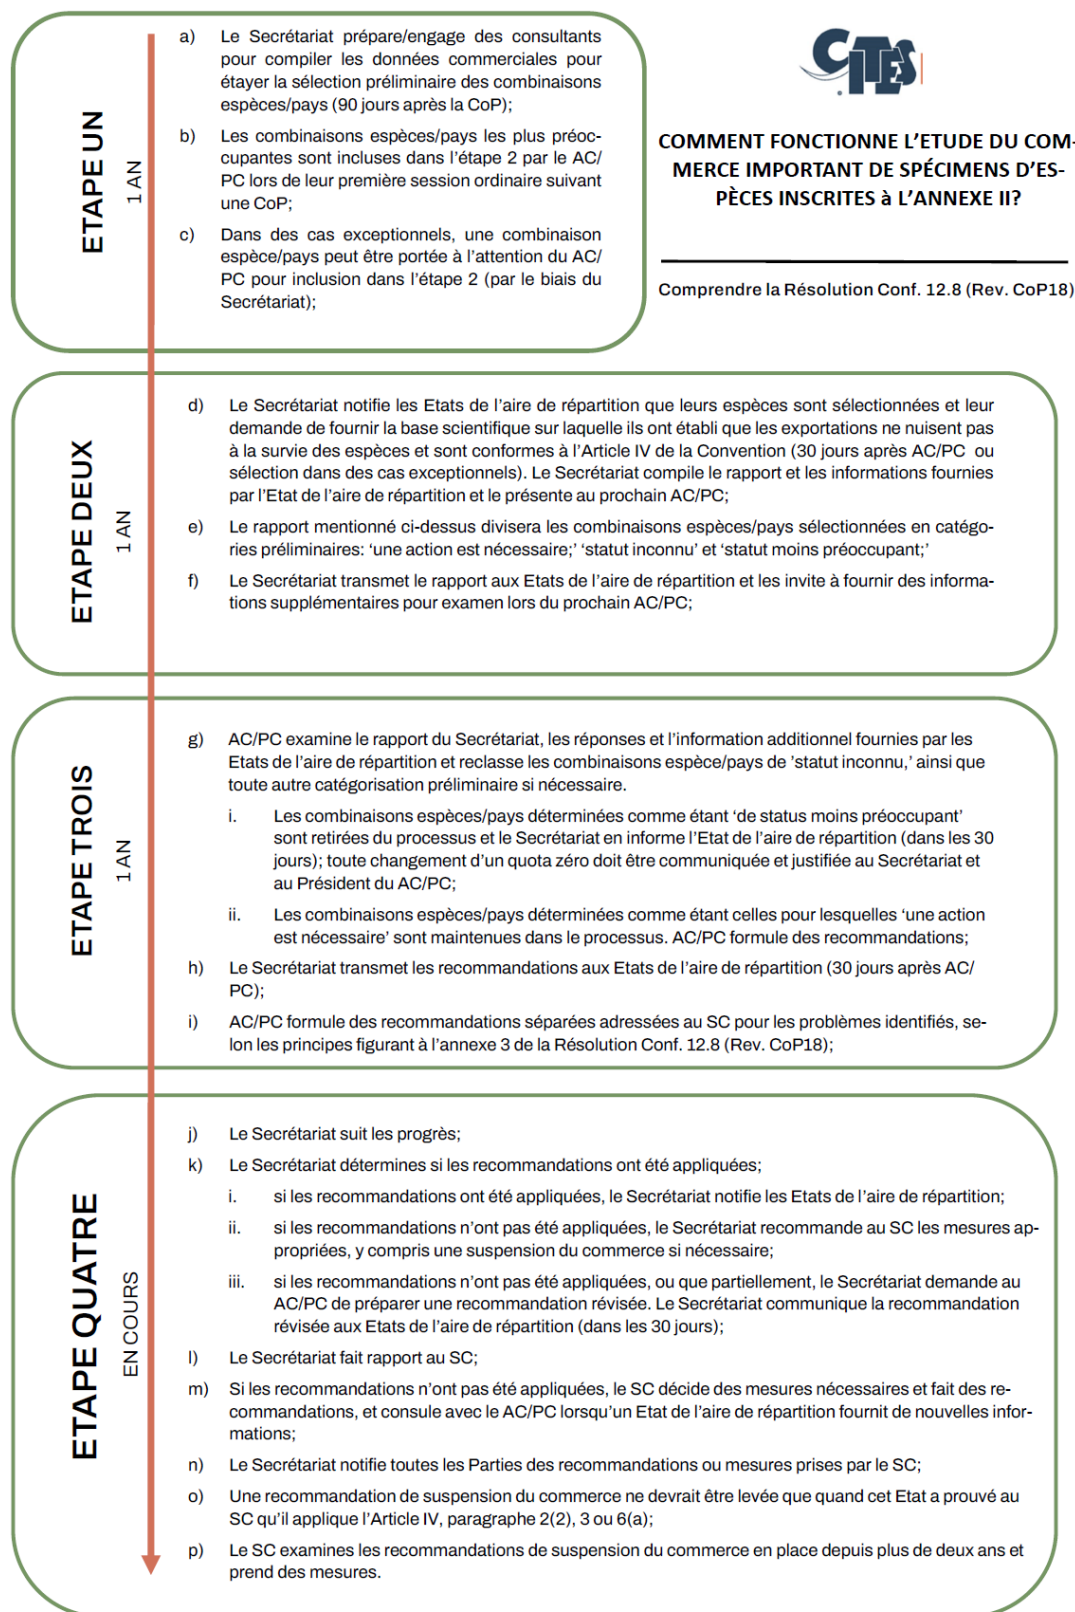 ETAPE UN
1 AN
a) Le Secrétariat prépare/engage des consultants
pour compiler les données commerciales pour
étayer la sélection préliminaire des combinaisons
espèces/pays (90 jours après la CoP);
b) Les combinaisons espèces/pays les plus préoc-
cupantes sont incluses dans l'étape 2 par le AC/
PC lors de leur première session ordinaire suivant
une CoP;
c) Dans des cas exceptionnels, une combinaison
espèce/pays peut être portée à l'attention du AC/
PC pour inclusion dans l'étape 2 (par le biais du
Secrétariat);
CITES
COMMENT FONCTIONNE L'ETUDE DU COM-
MERCE IMPORTANT DE SPÉCIMENS D'ES-
PÈCES INSCRITES à L'ANNEXE II?
Comprendre la Résolution Conf. 12.8 (Rev. CoP18)
ETAPE DEUX
1 AN
d) Le Secrétariat notifie les Etats de l'aire de répartition que leurs espèces sont sélectionnées et leur
demande de fournir la base scientifique sur laquelle ils ont établi que les exportations ne nuisent pas
à la survie des espèces et sont conformes à l'Article IV de la Convention (30 jours après AC/PC ou
sélection dans des cas exceptionnels). Le Secrétariat compile le rapport et les informations fournies
par l'Etat de l'aire de répartition et le présente au prochain AC/PC;
e) Le rapport mentionné ci-dessus divisera les combinaisons espèces/pays sélectionnées en catégo-
ries préliminaires: 'une action est nécessaire;' 'statut inconnu' et 'statut moins préoccupant;'
f) Le Secrétariat transmet le rapport aux Etats de l'aire de répartition et les invite à fournir des informa-
tions supplémentaires pour examen lors du prochain AC/PC;
ETAPE TROIS
1 AN
g) AC/PC examine le rapport du Secrétariat, les réponses et l'information additionnel fournies par les
Etats de l'aire de répartition et reclasse les combinaisons espèce/pays de 'statut inconnu,' ainsi que
toute autre catégorisation préliminaire si nécessaire.
i. Les combinaisons espèces/pays déterminées comme étant 'de status moins préoccupant'
sont retirées du processus et le Secrétariat en informe l'Etat de l'aire de répartition (dans les 30
jours); toute changement d'un quota zéro doit être communiquée et justifiée au Secrétariat et
au Président du AC/PC;
ii. Les combinaisons espèces/pays déterminées comme étant celles pour lesquelles 'une action
est nécessaire' sont maintenues dans le processus. AC/PC formule des recommandations;
h) Le Secrétariat transmet les recommandations aux Etats de l'aire de répartition (30 jours après AC/
PC);
i) AC/PC formule des recommandations séparées adressées au SC pour les problèmes identifiés, se-
lon les principes figurant à l'annexe 3 de la Résolution Conf. 12.8 (Rev. CoP18);
ETAPE QUATRE
EN COURS
j) Le Secrétariat suit les progrès;
k) Le Secrétariat détermines si les recommandations ont été appliquées;
i. si les recommandations ont été appliquées, le Secrétariat notifie les Etats de l'aire de répartition;
ii. si les recommandations n'ont pas été appliquées, le Secrétariat recommande au SC les mesures ap-
propriées, y compris une suspension du commerce si nécessaire;
iii. si les recommandations n'ont pas été appliquées, ou que partiellement, le Secrétariat demande au
AC/PC de préparer une recommandation révisée. Le Secrétariat communique la recommandation
révisée aux Etats de l'aire de répartition (dans les 30 jours);
l) Le Secrétariat fait rapport au SC;
m) Si les recommandations n'ont pas été appliquées, le SC décide des mesures nécessaires et fait des re-
commandations, et consule avec le AC/PC lorsqu'un Etat de l'aire de répartition fournit de nouvelles infor-
mations;
n) Le Secrétariat notifie toutes les Parties des recommandations ou mesures prises par le SC;
o) Une recommandation de suspension du commerce ne devrait être levée que quand cet Etat a prouvé au
SC qu'il applique l'Article IV, paragraphe 2(2), 3 ou 6(a);
p) Le SC examines les recommandations de suspension du commerce en place depuis plus de deux ans et
prend des mesures.